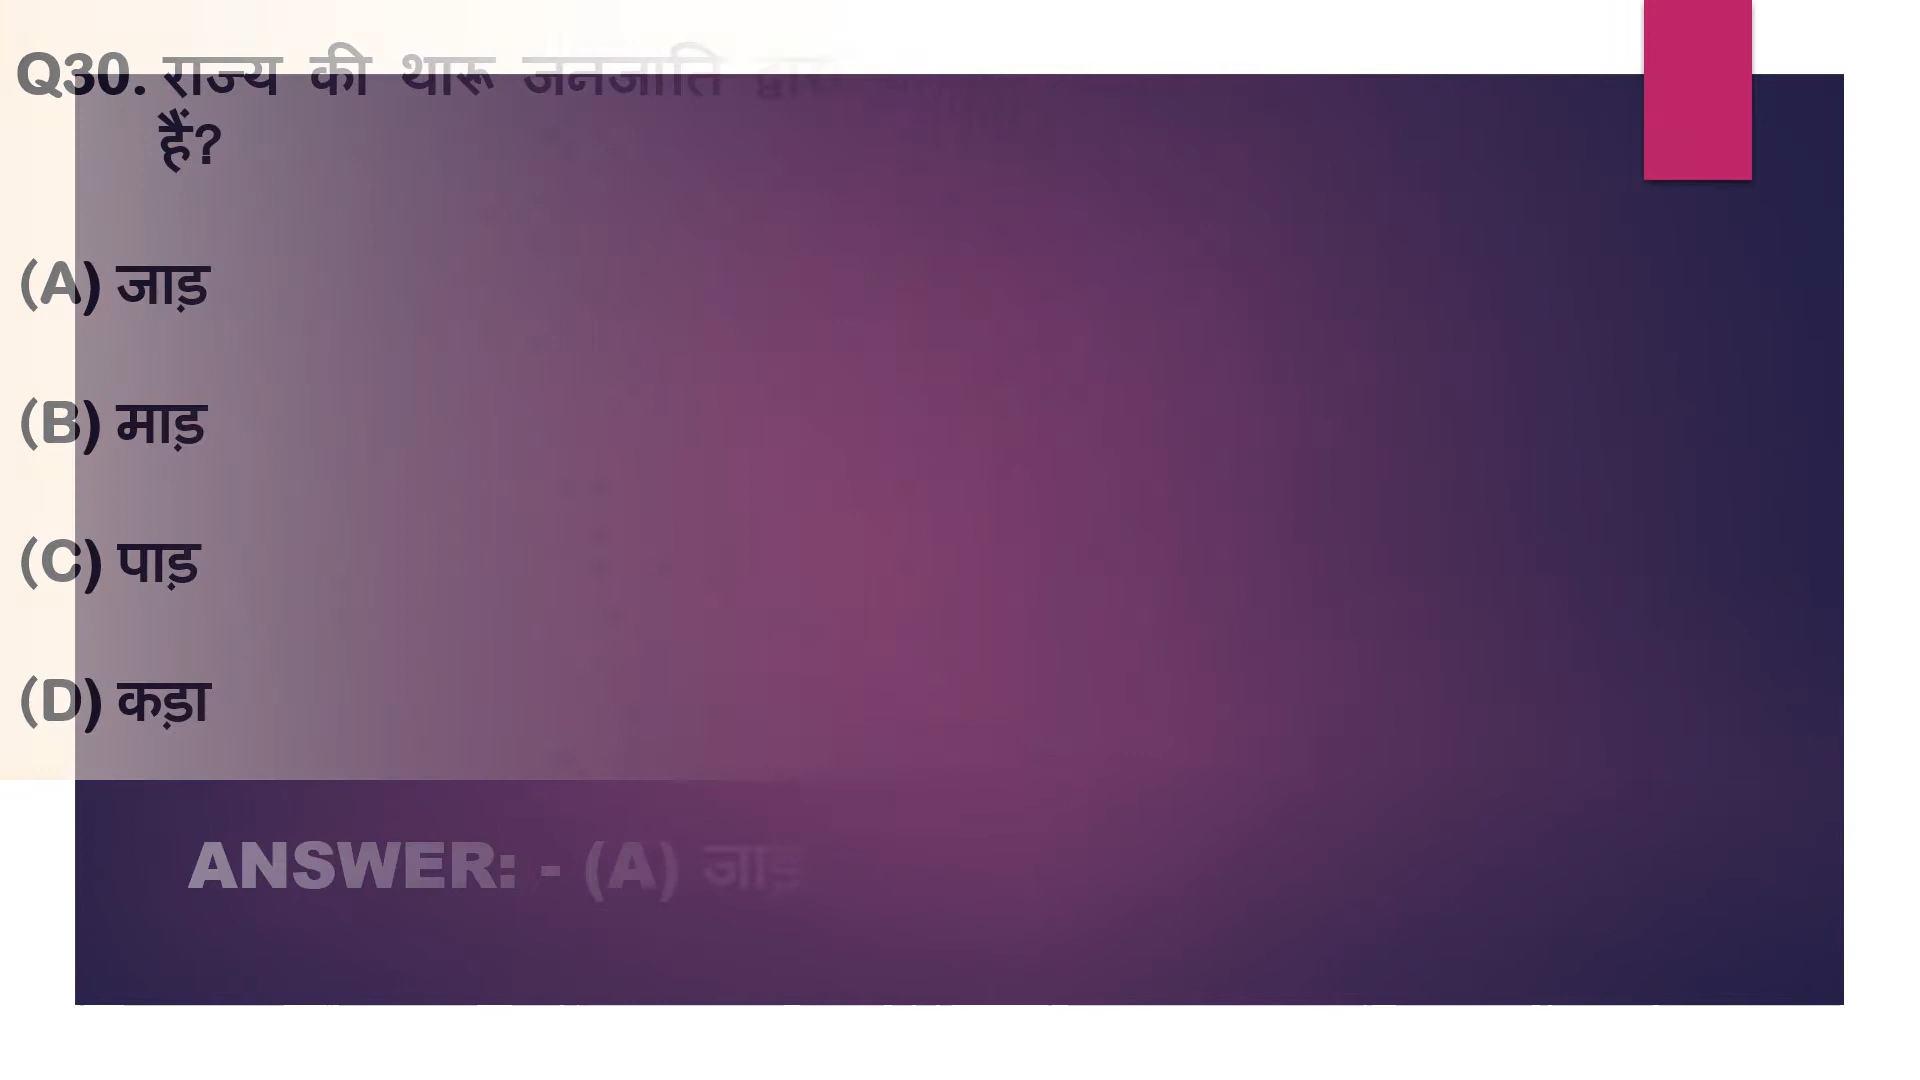 Q30. राज्य की थारू जनजाति द्वारा
हैं?
(A) जाड़
(B) माड़
(C) पाड़
(D) कड़ा
ANSWER: - (A) जाड़